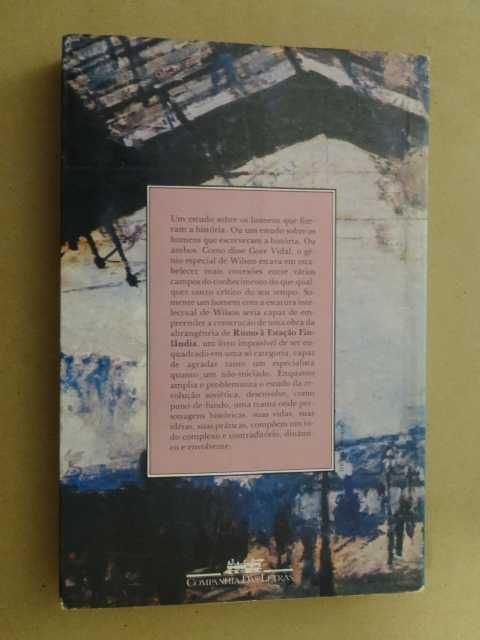 Um estudo sobre os homens que fize-
ram a história. Ou um estudo sobre os
homens que escreveram a história. Ou
ambos. Como disse Gore Vidal, o gê-
nio especial de Wilson estava em esta-
belecer mais conexões entre vários
campos do conhecimento do que qual-
quer outro crítico do seu tempo. So-
mente um homem com a estatura inte-
lectual de Wilson seria capaz de em-
preender a construção de uma obra da
abrangência de Rumo à Estação Fin-
lândia, um livro impossível de ser en-
quadrado em uma só categoria, capaz
de agradar tanto um especialista
quanto um não-iniciado. Enquanto
amplia e problematiza o estudo da re-
volução soviética, desenvolve, como
pano de fundo, uma trama onde per-
sonagens históricas, suas vidas, suas
idéias, suas práticas, compõem um to-
do complexo e contraditório, dinâmi-
co e envolvente.
COMPANHIA DAS LETRAS